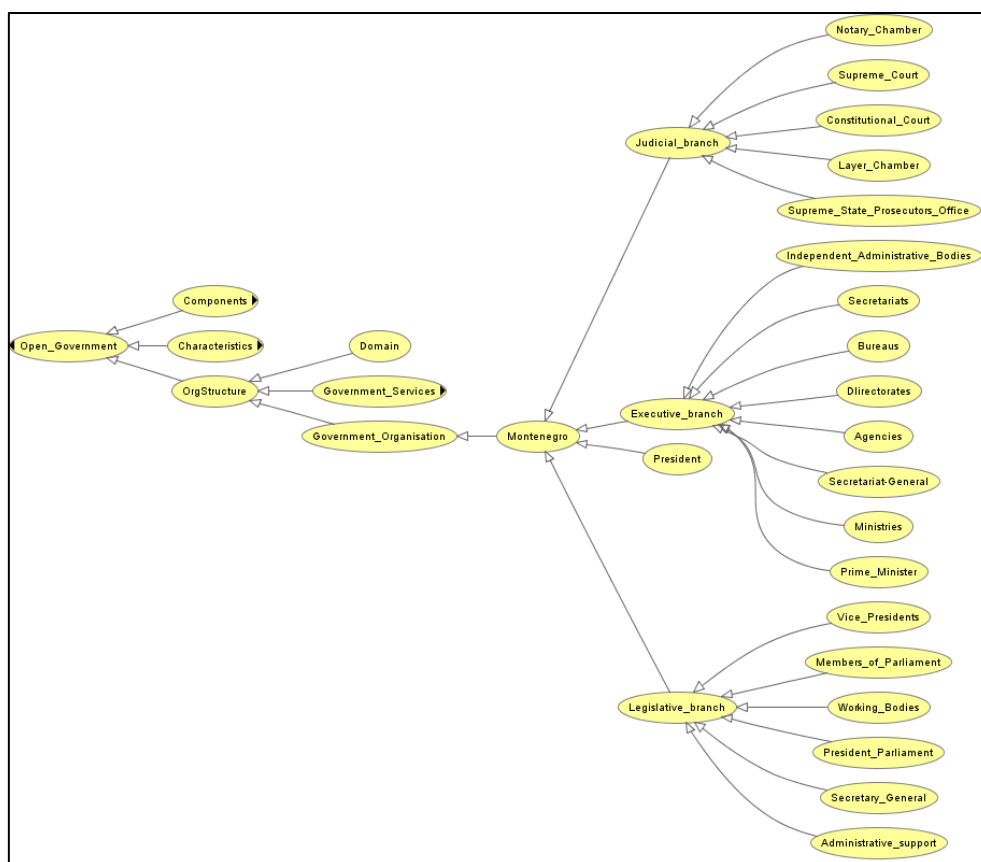 Notary_Chamber
Supreme_Court
Constitutional_Court
Judicial_branch
Layer_Chamber
Supreme_State_Prosecutors_Office
Independent_Administrative_Bodies
Components
Secretariats
Open_Government
Characteristics
Domain
Bureaus
OrgStructure
Government_Services
DIirectorates
Executive_branch
Government_Organisation
Montenegro
Agencies
President
Secretariat-General
Ministries
Prime_Minister
Vice_Presidents
Members_of_Parliament
Legislative_branch
Working_Bodies
President_Parliament
Secretary_General
Administrative_support